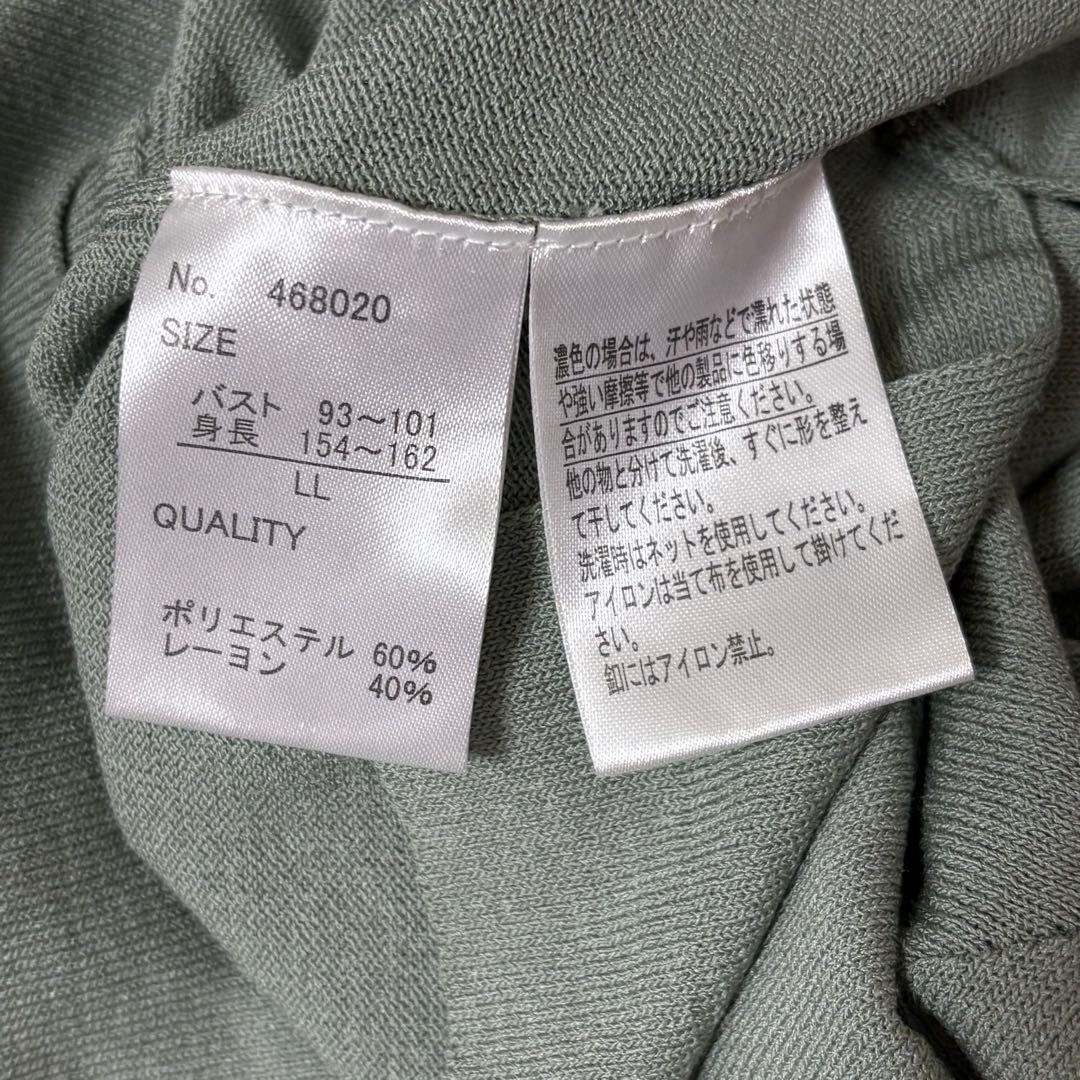 No. 468020
SIZE
バスト 93～101
身長 154～162
LL
QUALITY
ポリエステル 60%
レーヨン 40%
濃色の場合は、汗や雨などで濡れた状態
や強い摩擦等で他の製品に色移りする場
合がありますのでご注意ください。
他の物と分けて洗濯後、すぐに形を整え
て干してください。
洗濯時はネットを使用してください。
アイロンは当て布を使用して掛けてくだ
さい。
釦にはアイロン禁止。